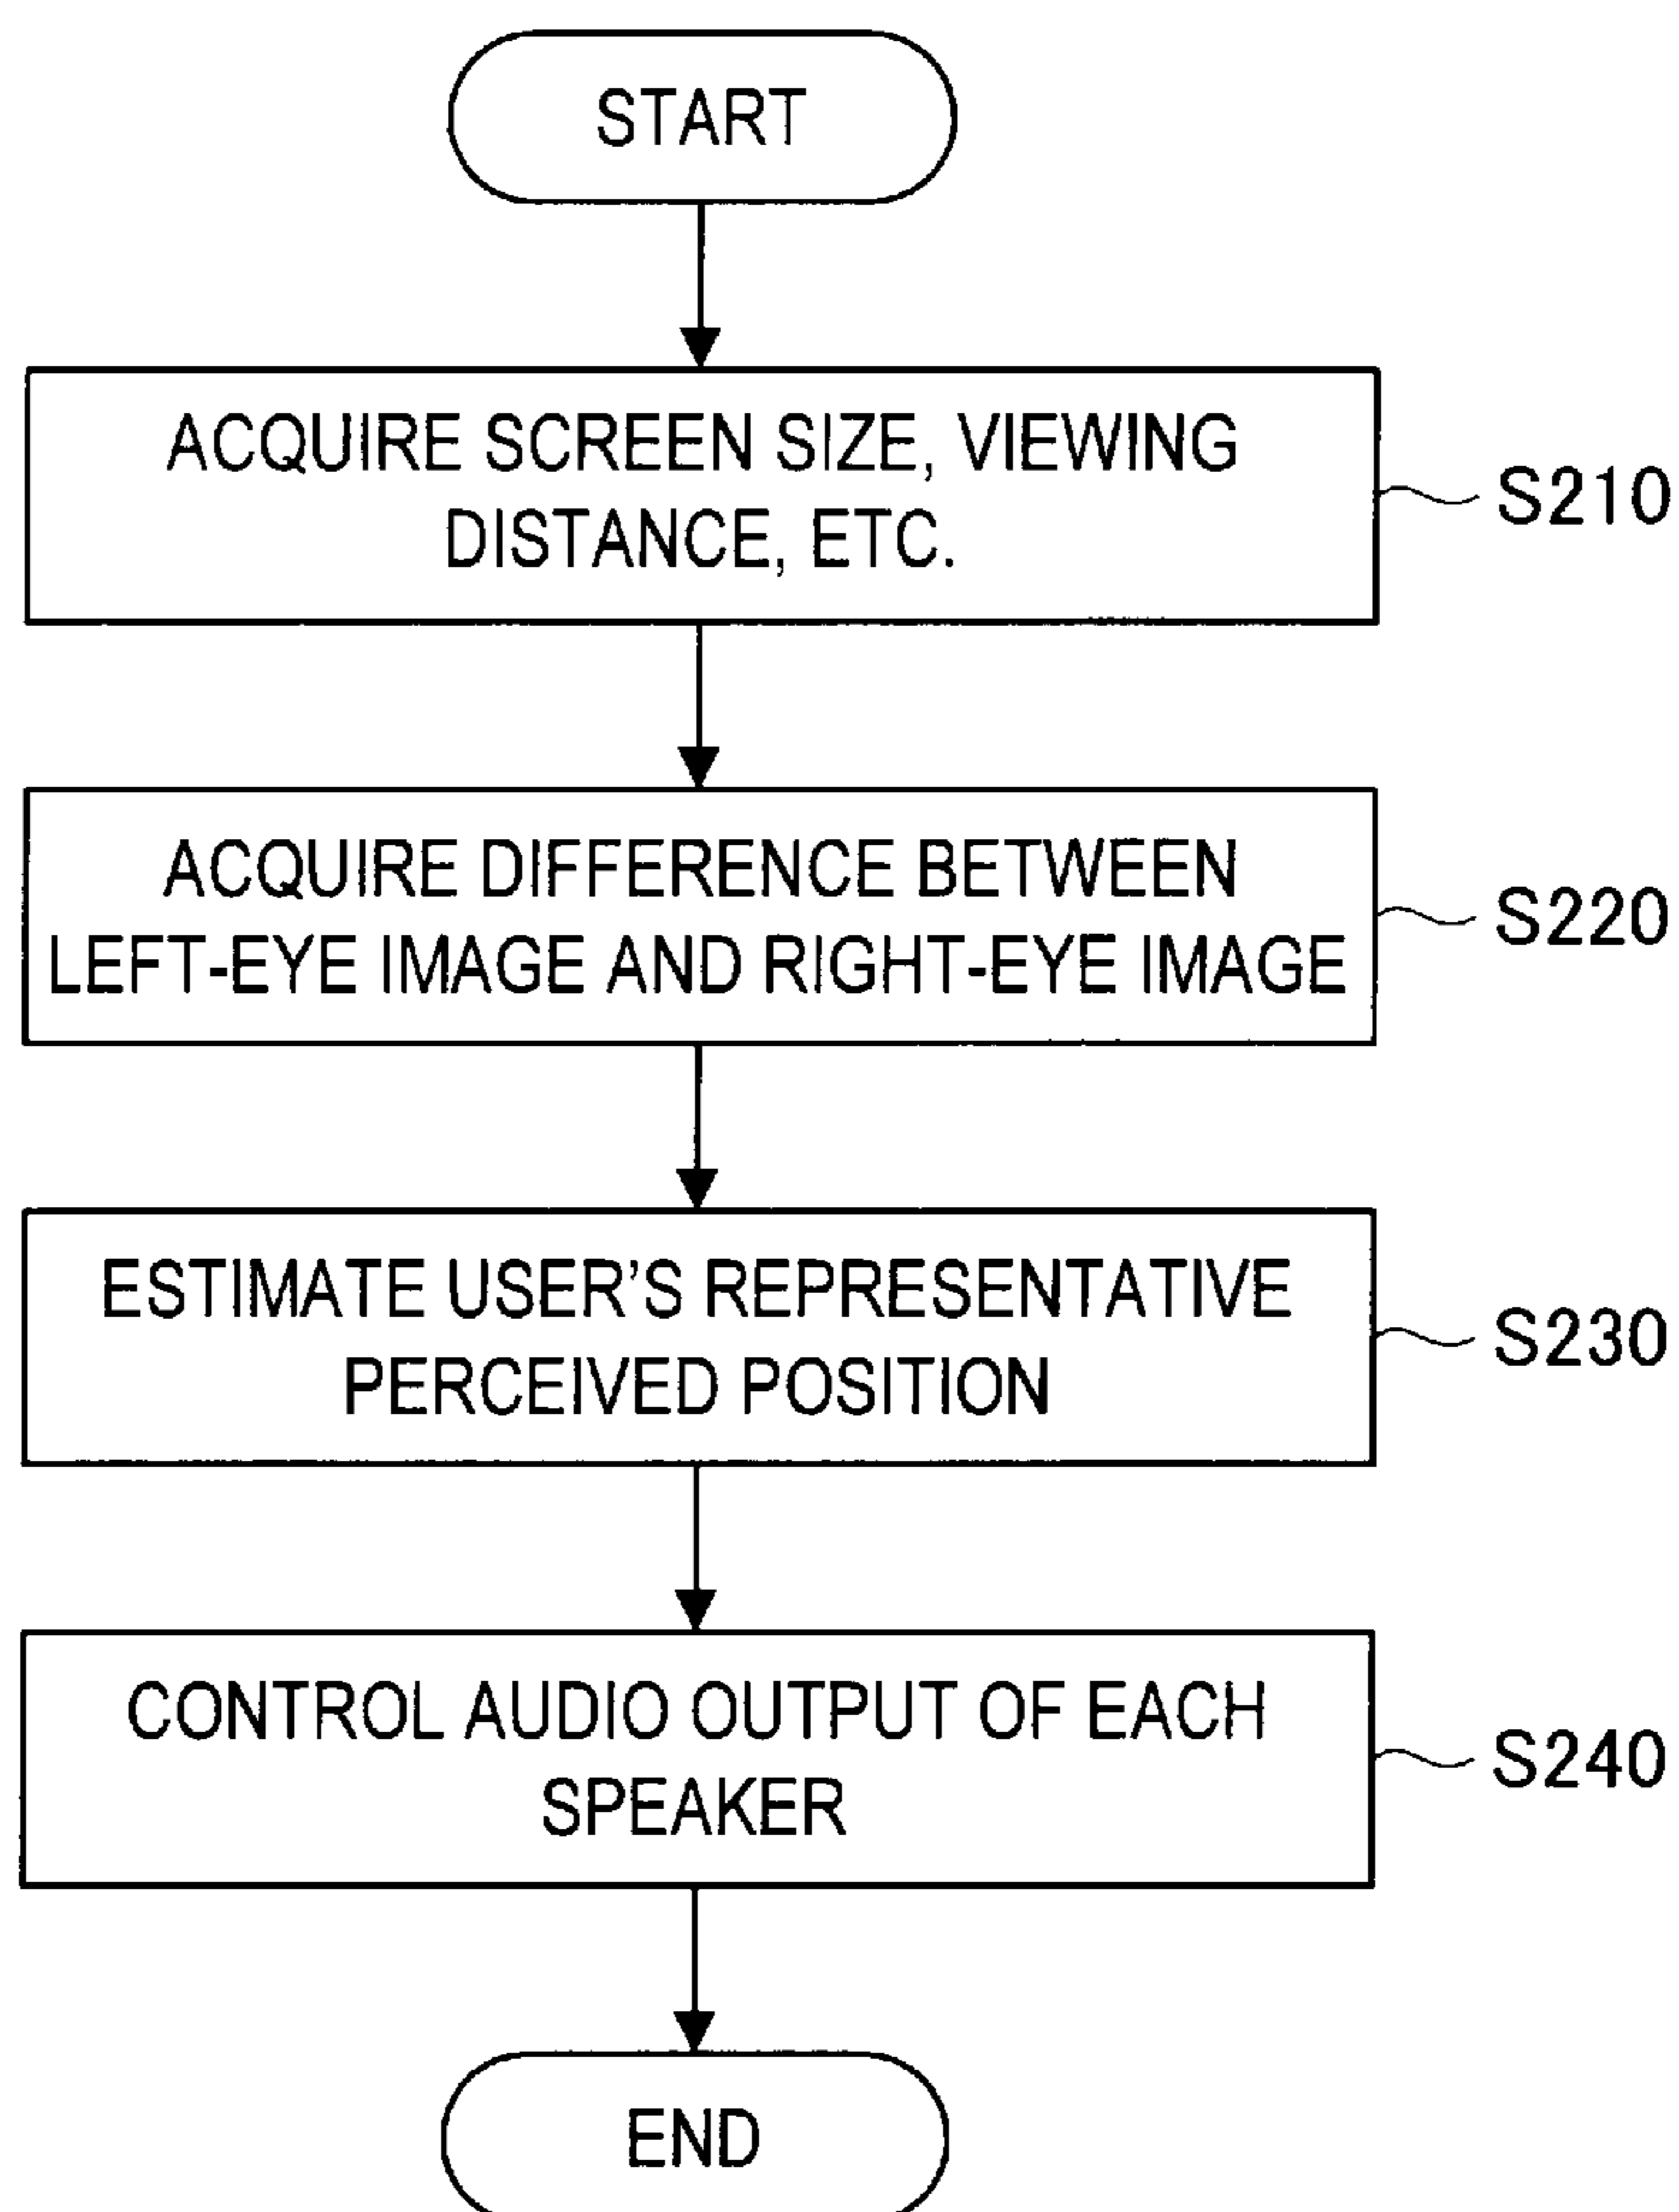 START
ACQUIRE SCREEN SIZE, VIEWING
DISTANCE, ETC.
S210
ACQUIRE DIFFERENCE BETWEEN
LEFT-EYE IMAGE AND RIGHT-EYE IMAGE
S220
ESTIMATE USER'S REPRESENTATIVE
PERCEIVED POSITION
S230
CONTROL AUDIO OUTPUT OF EACH
SPEAKER
S240
END